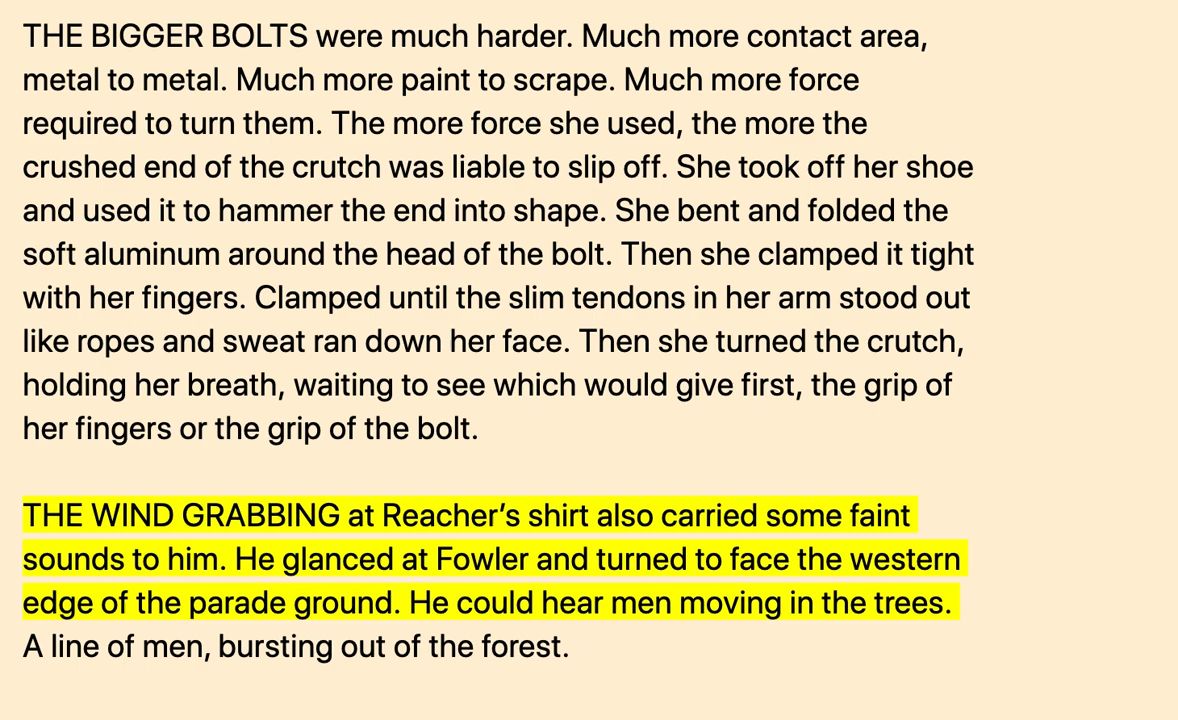 THE BIGGER BOLTS were much harder. Much more contact area,
metal to metal. Much more paint to scrape. Much more force
required to turn them. The more force she used, the more the
crushed end of the crutch was liable to slip off. She took off her shoe
and used it to hammer the end into shape. She bent and folded the
soft aluminum around the head of the bolt. Then she clamped it tight
with her fingers. Clamped until the slim tendons in her arm stood out
like ropes and sweat ran down her face. Then she turned the crutch,
holding her breath, waiting to see which would give first, the grip of
her fingers or the grip of the bolt.
THE WIND GRABBING at Reacher’s shirt also carried some faint
sounds to him. He glanced at Fowler and turned to face the western
edge of the parade ground. He could hear men moving in the trees.
A line of men, bursting out of the forest.